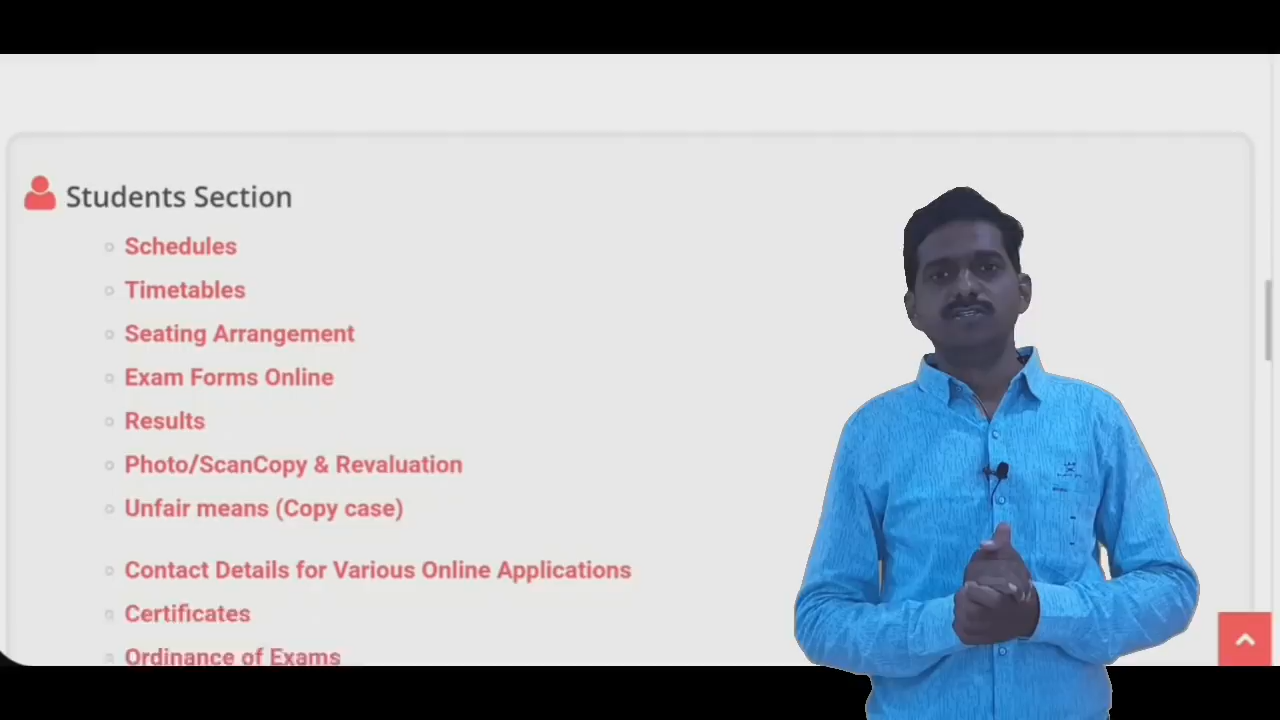 Students Section
Schedules
Timetables
Seating Arrangement
Exam Forms Online
Results
Photo/ScanCopy & Revaluation
Unfair means (Copy case)
Contact Details for Various Online Applications
Certificates
Ordinance of Exams